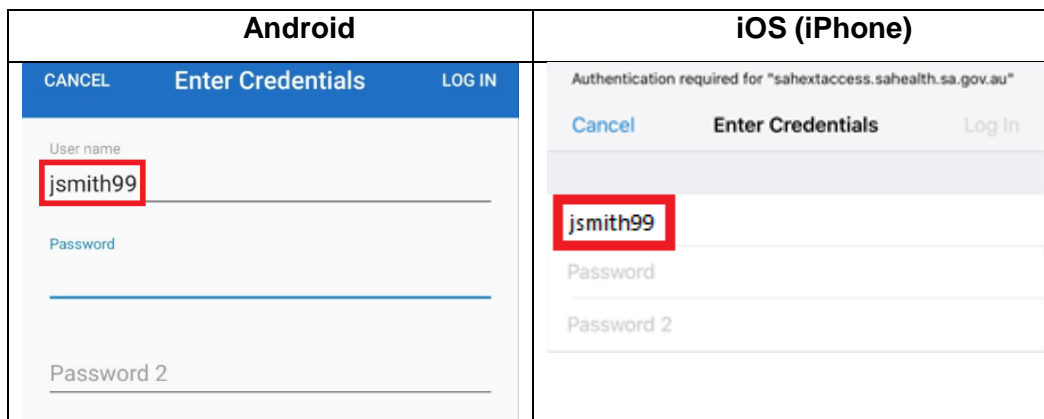 Android
iOS (iPhone)
CANCEL Enter Credentials LOG IN
User name
jsmith99
Password
Password 2
Authentication required for "sahextaccess.sahealth.sa.gov.au"
Cancel Enter Credentials Log In
jsmith99
Password
Password 2